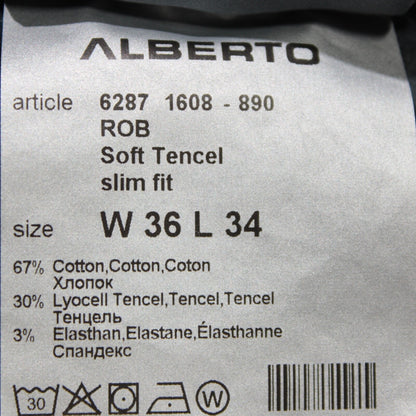 ALBERTO
article 6287 1608 - 890
ROB
Soft Tencel
slim fit
size W 36 L 34
67% Cotton,Cotton,Coton
Хлопок
30% Lyocell Tencel,Tencel,Tencel
Тенцель
3% Elasthan,Elastane,Élasthanne
Спандекс
30 W